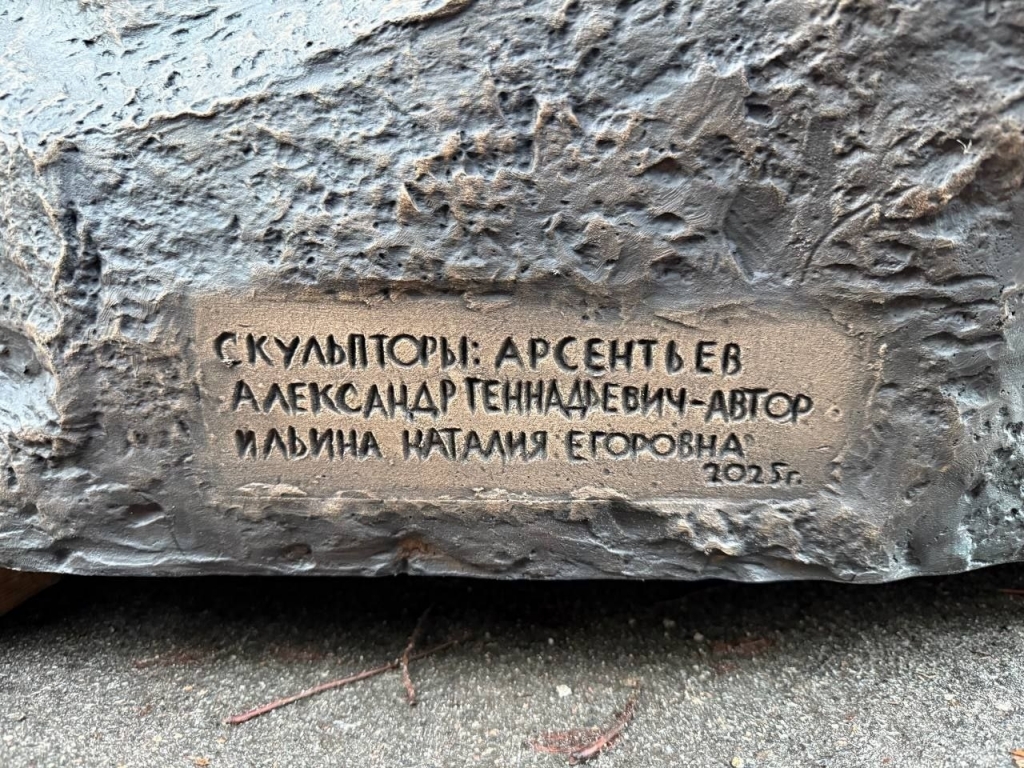 СКУЛЬПТОРЫ: АРСЕНТЬЕВ
АЛЕКСАНДР ГЕННАДЬЕВИЧ-АВТОР
ИЛЬИНА НАТАЛИЯ ЕГОРОВНА
2025г.